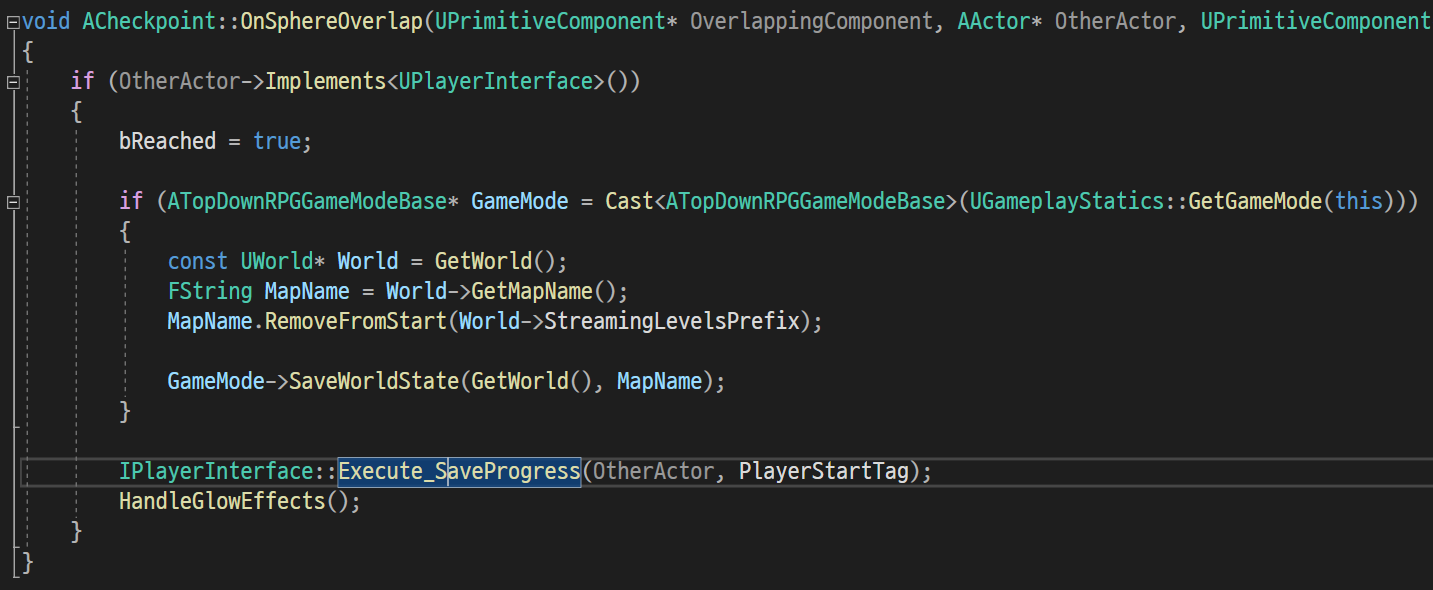 void ACheckpoint::OnSphereOverlap(UPrimitiveComponent* OverlappingComponent, AActor* OtherActor, UPrimitiveComponent
{
if (OtherActor->Implements<UPlayerInterface>())
{
bReached = true;
if (ATopDownRPGGameModeBase* GameMode = Cast<ATopDownRPGGameModeBase>(UGameplayStatics::GetGameMode(this)))
{
const UWorld* World = GetWorld();
FString MapName = World->GetMapName();
MapName.RemoveFromStart(World->StreamingLevelsPrefix);
GameMode->SaveWorldState(GetWorld(), MapName);
}
IPlayerInterface::Execute_SaveProgress(OtherActor, PlayerStartTag);
HandleGlowEffects();
}
}